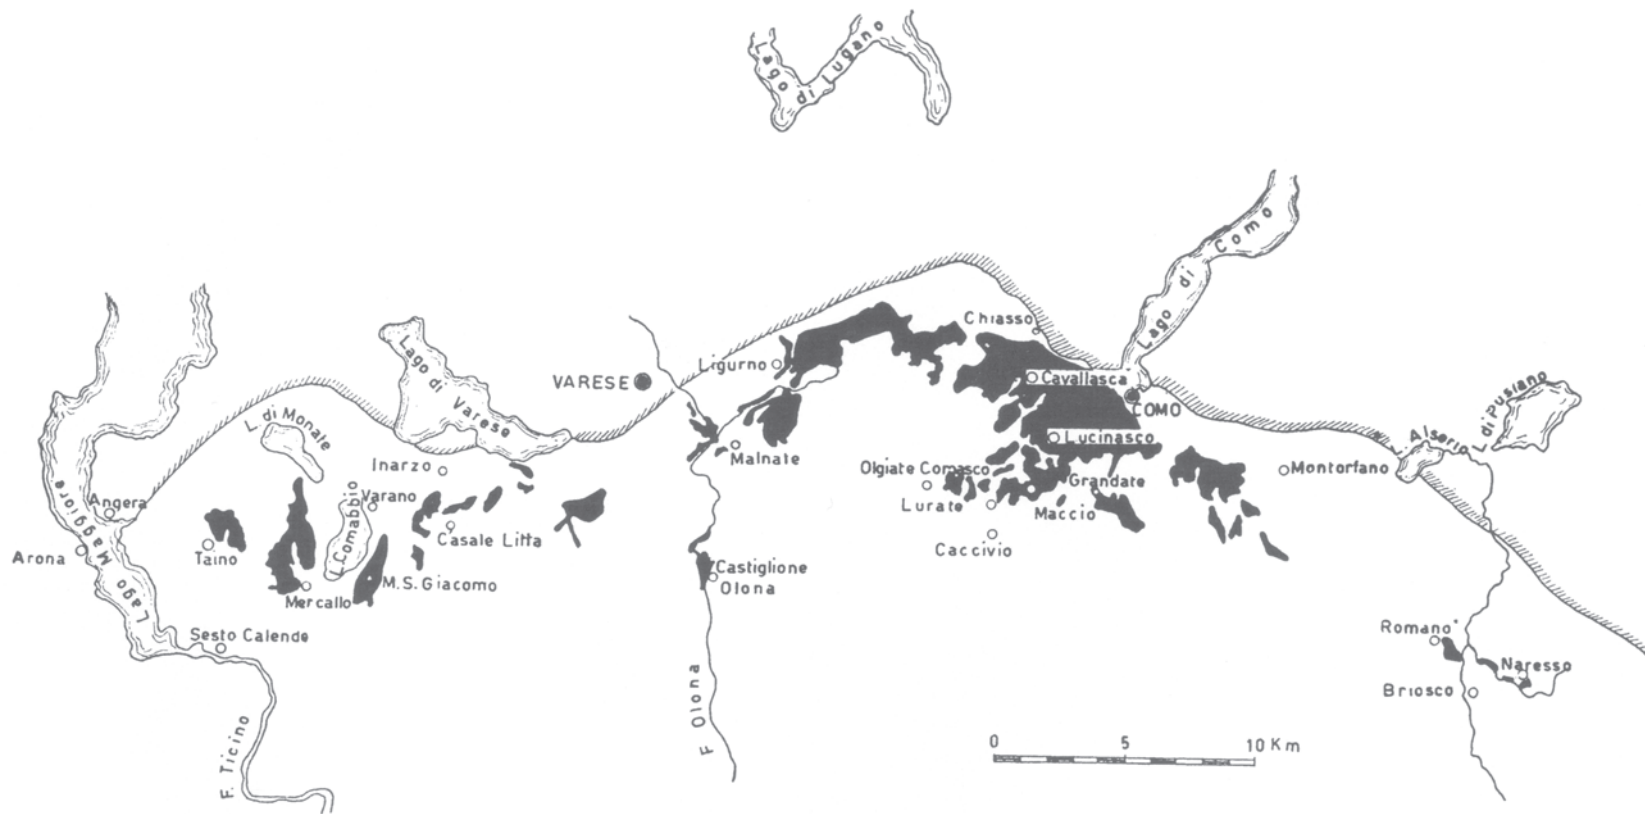 Lago di Lugano
Lago di Como
Chiasso
Ligurno
VARESE
Cavallasca
COMO
Lago di Varese
L. di Monate
L. di Pusiano
L. Alserio
Lucinasco
Malnate
Inarzo
Olgiate Comasco
Montorfano
Grandate
Angera
Varano
Lurate
Maccio
Lago Maggiore
L. Comabbio
Casale Litta
Caccivio
Arona
Taino
M.S. Giacomo
Castiglione
Olona
Mercallo
Sesto Calende
Romano
Naresso
Briosco
F. Ticino
F Olona
0 5 10 Km